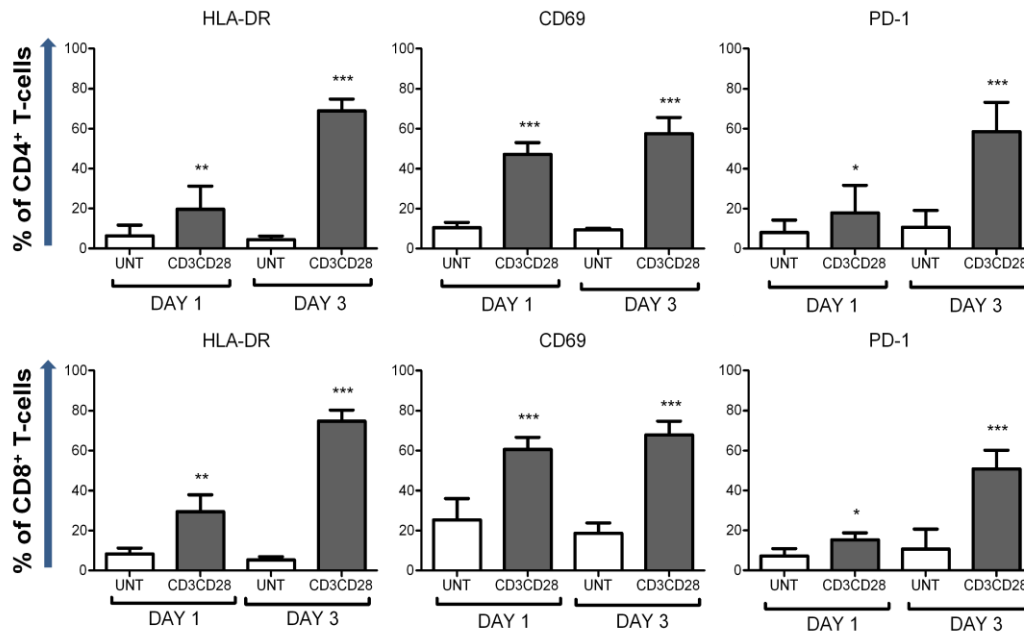 HLA-DR CD69 PD-1
% of CD4+ T-cells
100 100 100
*** *** ***
80 80 80
*** 
60 60 60
** *
40 40 40
20 20 20
0 0 0
UNT CD3CD28 UNT CD3CD28 UNT CD3CD28 UNT CD3CD28 UNT CD3CD28 UNT CD3CD28
DAY 1 DAY 3 DAY 1 DAY 3 DAY 1 DAY 3
HLA-DR CD69 PD-1
% of CD8+ T-cells
100 100 100
*** *** *** ***
80 80 80
60 60 60
** *
40 40 40
20 20 20
0 0 0
UNT CD3CD28 UNT CD3CD28 UNT CD3CD28 UNT CD3CD28 UNT CD3CD28 UNT CD3CD28
DAY 1 DAY 3 DAY 1 DAY 3 DAY 1 DAY 3